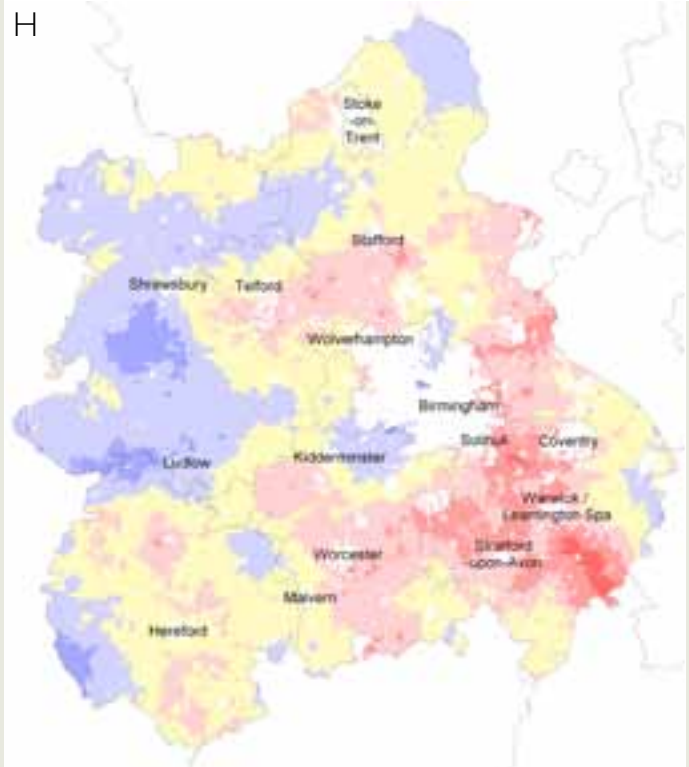 H
Stoke
-on-
Trent
Stafford
Shrewsbury
Telford
Wolverhampton
Birmingham
Solihull
Coventry
Ludlow
Kidderminster
Warwick /
Leamington Spa
Stratford
-upon-Avon
Worcester
Malvern
Hereford